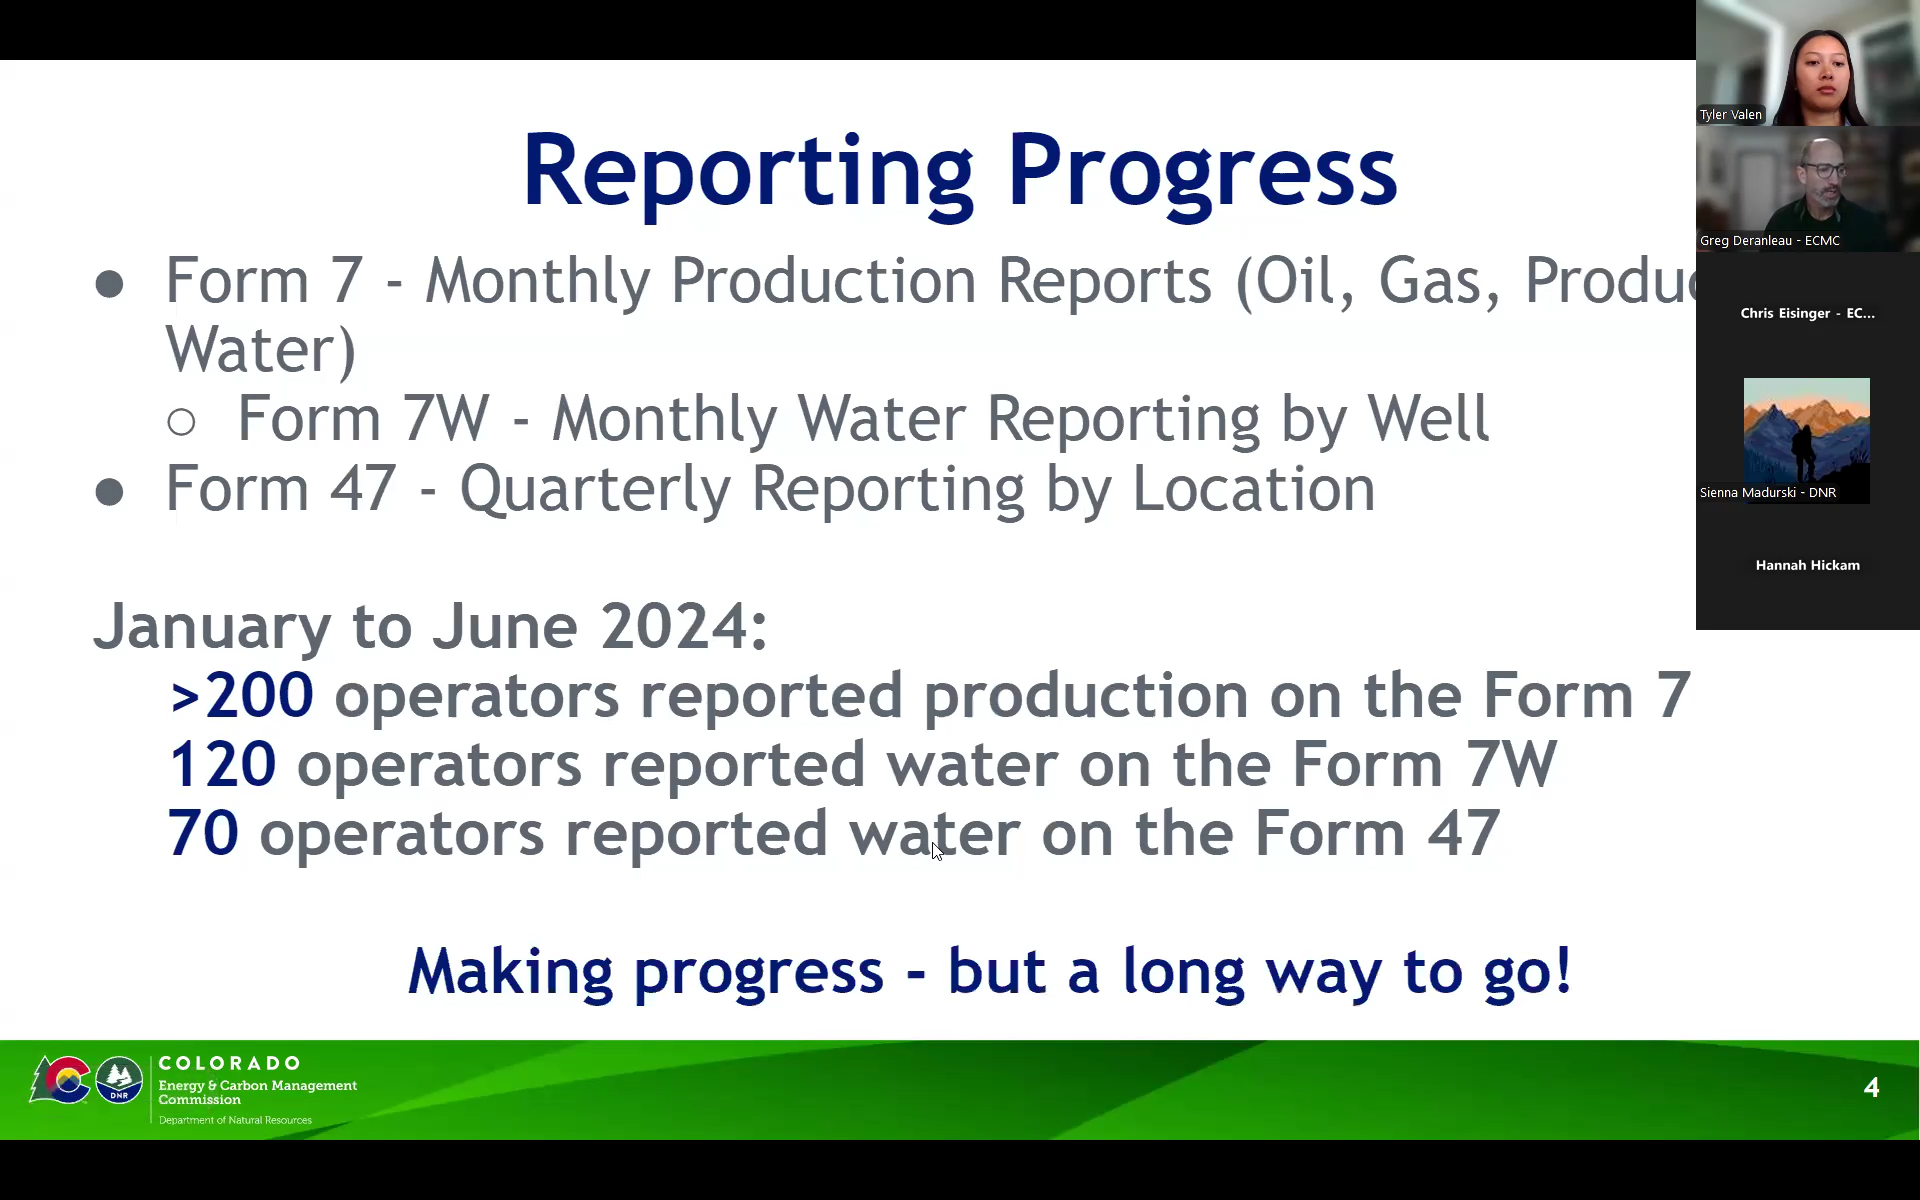 Reporting Progress
● Form 7 - Monthly Production Reports (Oil, Gas, Produc
Water)
○ Form 7W - Monthly Water Reporting by Well
● Form 47 - Quarterly Reporting by Location
January to June 2024:
>200 operators reported production on the Form 7
120 operators reported water on the Form 7W
70 operators reported water on the Form 47
Making progress - but a long way to go!
COLORADO
Energy & Carbon Management
Commission
Department of Natural Resources
DNR
4
Tyler Valen
Greg Deranleau - ECMC
Chris Eisinger - EC...
Sienna Madurski - DNR
Hannah Hickam